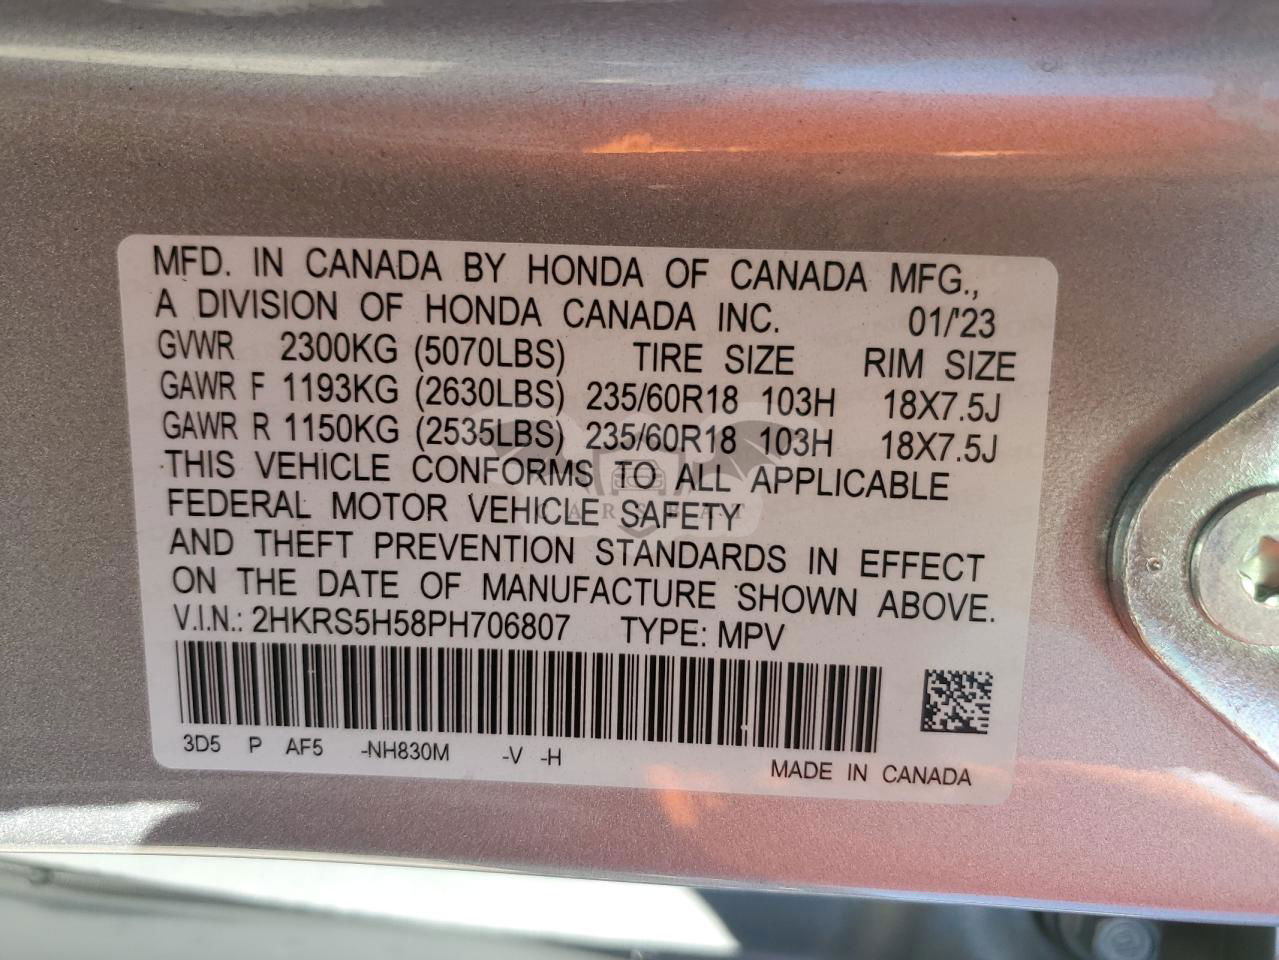 MFD. IN CANADA BY HONDA OF CANADA MFG.,
A DIVISION OF HONDA CANADA INC. 01/'23
GVWR 2300KG (5070LBS) TIRE SIZE RIM SIZE
GAWR F 1193KG (2630LBS) 235/60R18 103H 18X7.5J
GAWR R 1150KG (2535LBS) 235/60R18 103H 18X7.5J
THIS VEHICLE CONFORMS TO ALL APPLICABLE
FEDERAL MOTOR VEHICLE SAFETY
AND THEFT PREVENTION STANDARDS IN EFFECT
ON THE DATE OF MANUFACTURE SHOWN ABOVE.
V.I.N.: 2HKRS5H58PH706807 TYPE: MPV
3D5 P AF5 -NH830M -V -H
MADE IN CANADA